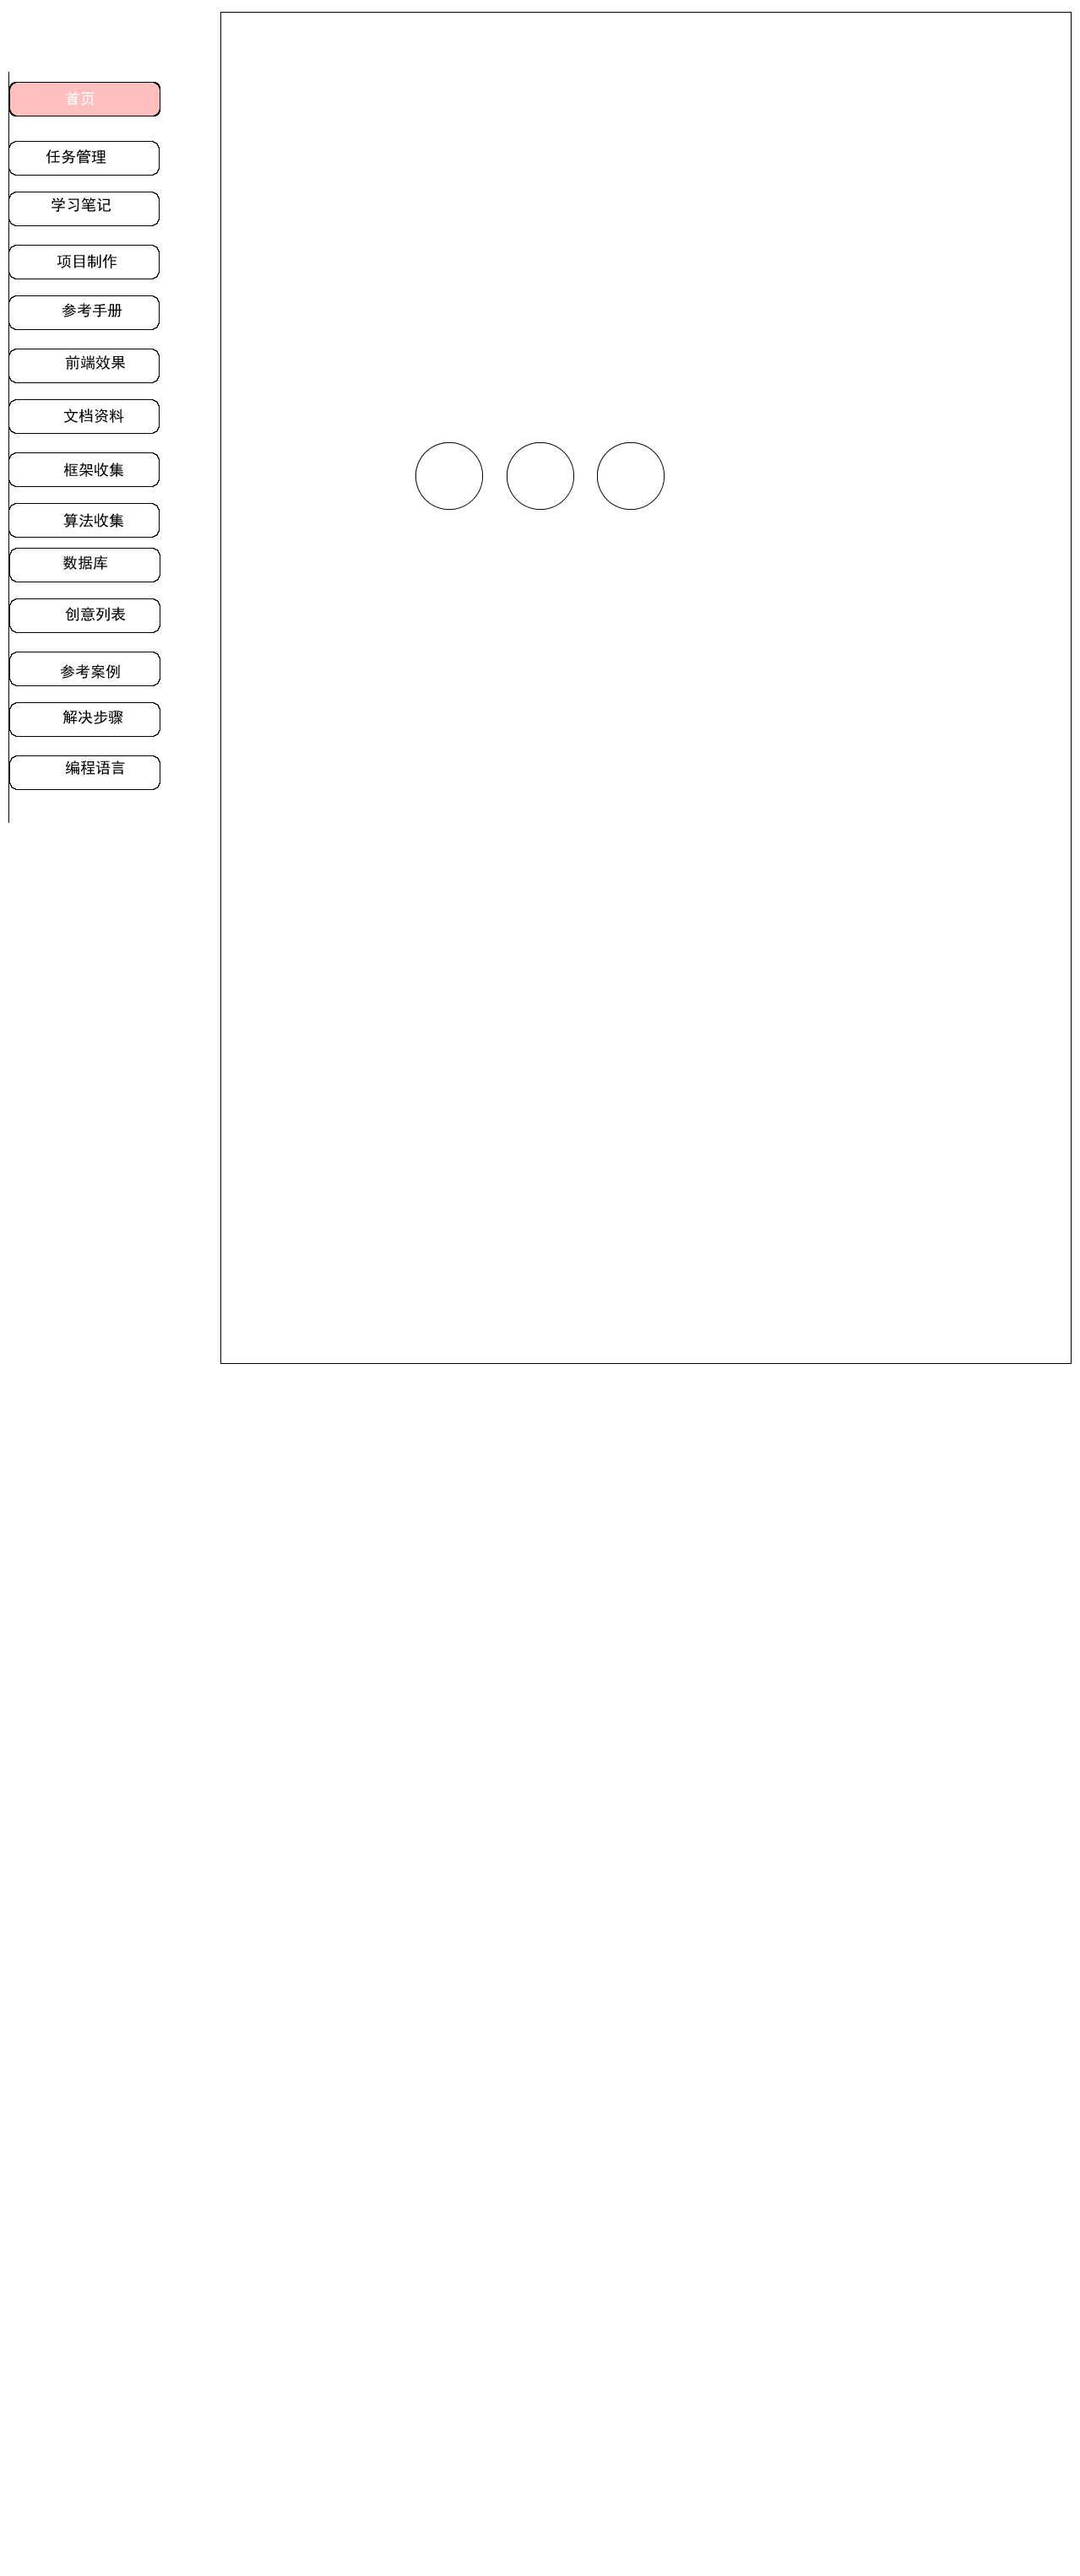 首页
任务管理
学习笔记
项目制作
参考手册
前端效果
文档资料
框架收集
算法收集
数据库
创意列表
参考案例
解决步骤
编程语言